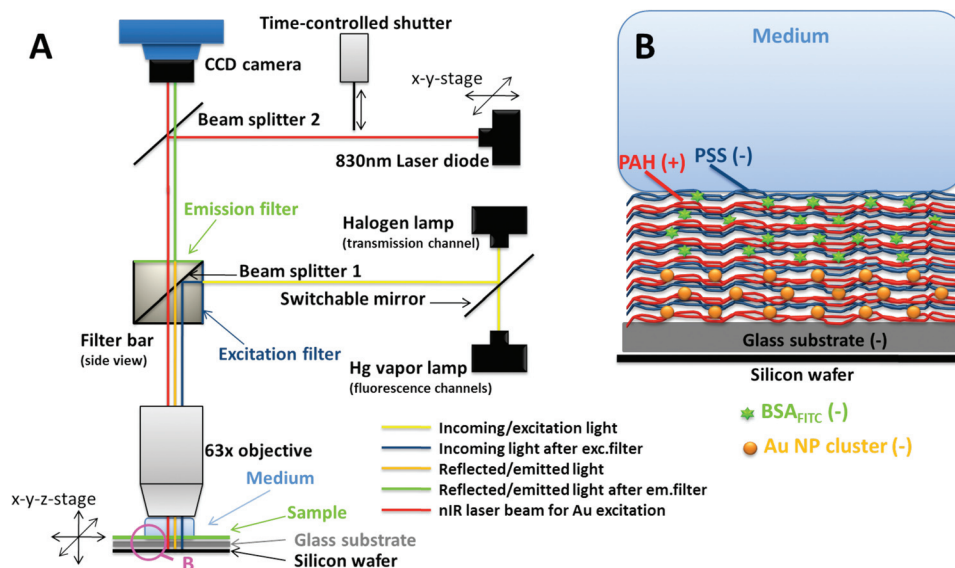 A
Time-controlled shutter
CCD camera
x-y-stage
Beam splitter 2
830nm Laser diode
Emission filter
Halogen lamp
(transmission channel)
Beam splitter 1
Switchable mirror
Filter bar
(side view)
Excitation filter
Hg vapor lamp
(fluorescence channels)
63x objective
x-y-z-stage
Medium
Sample
Glass substrate
Silicon wafer
B
Incoming/excitation light
Incoming light after exc.filter
Reflected/emitted light
Reflected/emitted light after em.filter
nIR laser beam for Au excitation
B
Medium
PAH (+)
PSS (-)
Glass substrate (-)
Silicon wafer
BSAFITC (-)
Au NP cluster (-)